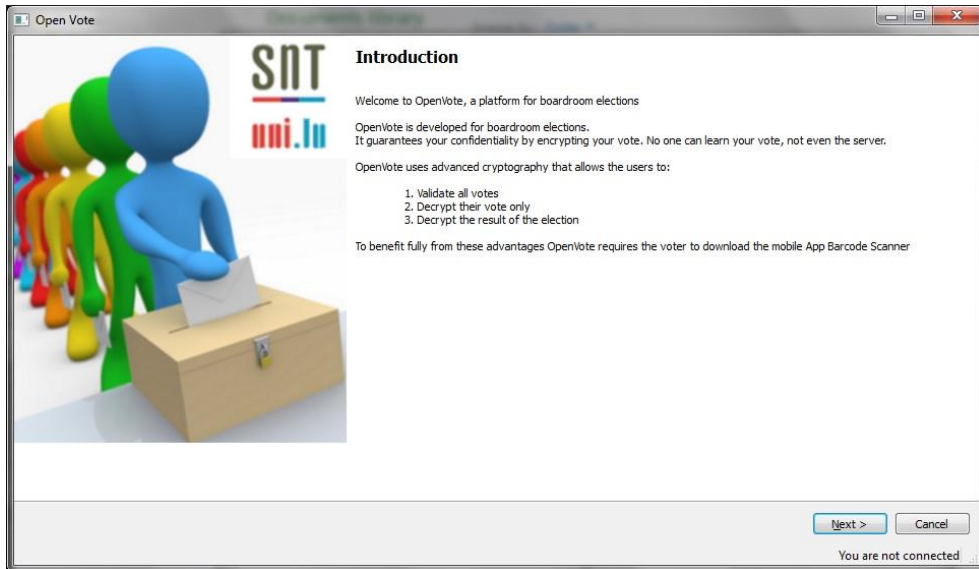 Open Vote
Documents library
SNT
uni.lu
Introduction
Welcome to OpenVote, a platform for boardroom elections
OpenVote is developed for boardroom elections.
It guarantees your confidentiality by encrypting your vote. No one can learn your vote, not even the server.
OpenVote uses advanced cryptography that allows the users to:
1. Validate all votes
2. Decrypt their vote only
3. Decrypt the result of the election
To benefit fully from these advantages OpenVote requires the voter to download the mobile App Barcode Scanner
Next >
Cancel
You are not connected